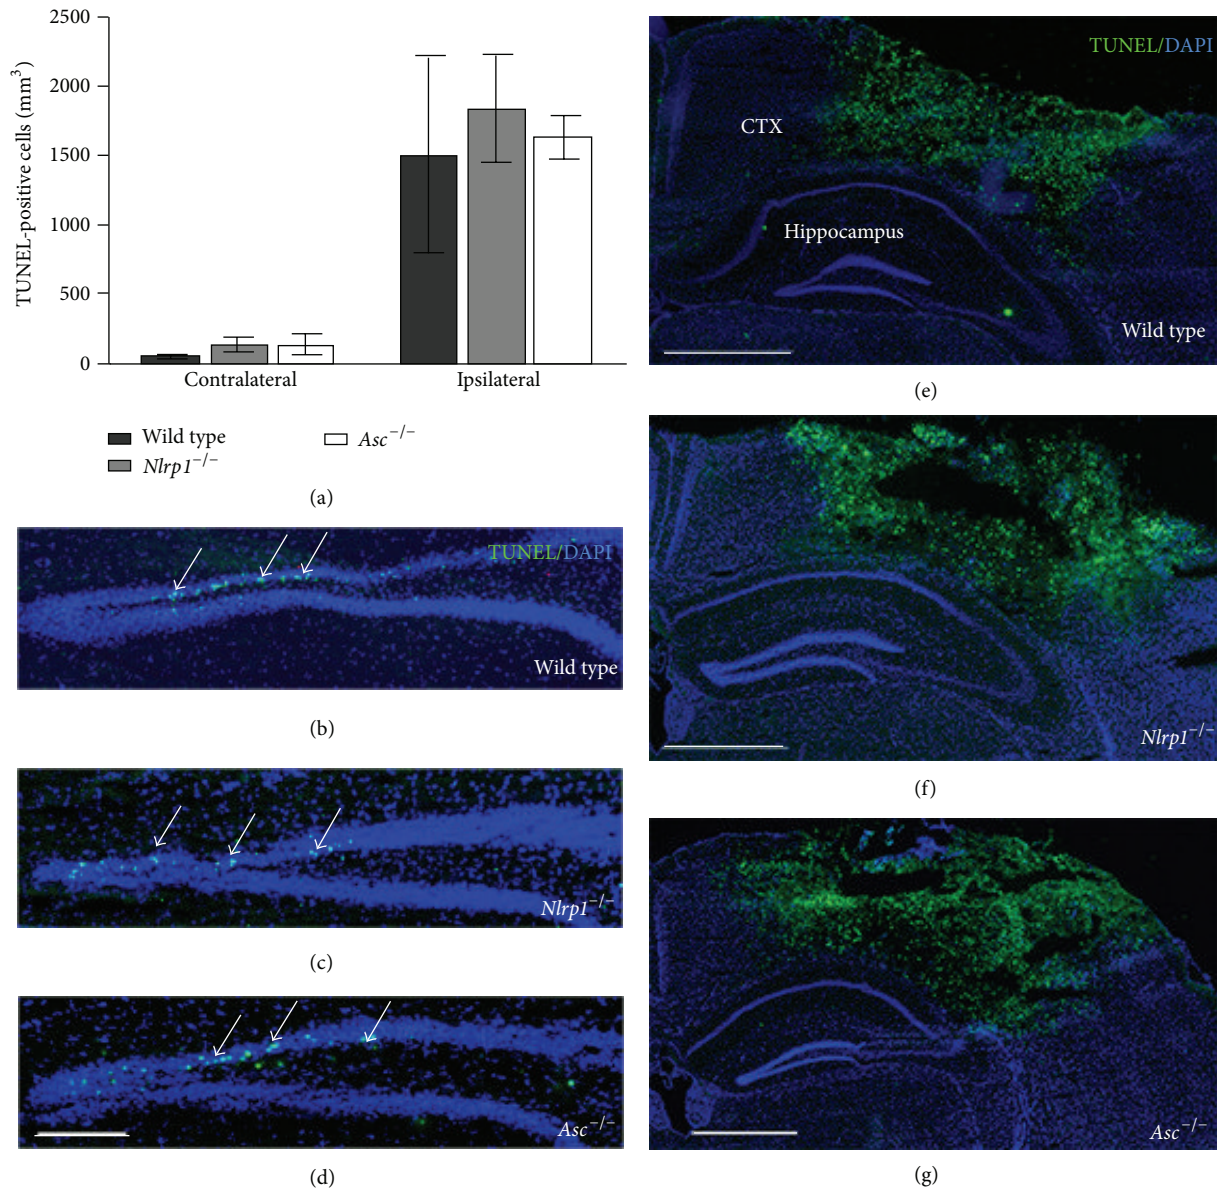 2500
2000
1500
1000
500
0
TUNEL-positive cells (mm³)
Contralateral
Ipsilateral
Wild type
Nlrp1⁻/⁻
Asc⁻/⁻
(a)
TUNEL/DAPI
Wild type
(b)
Nlrp1⁻/⁻
(c)
Asc⁻/⁻
(d)
TUNEL/DAPI
CTX
Hippocampus
Wild type
(e)
Nlrp1⁻/⁻
(f)
Asc⁻/⁻
(g)